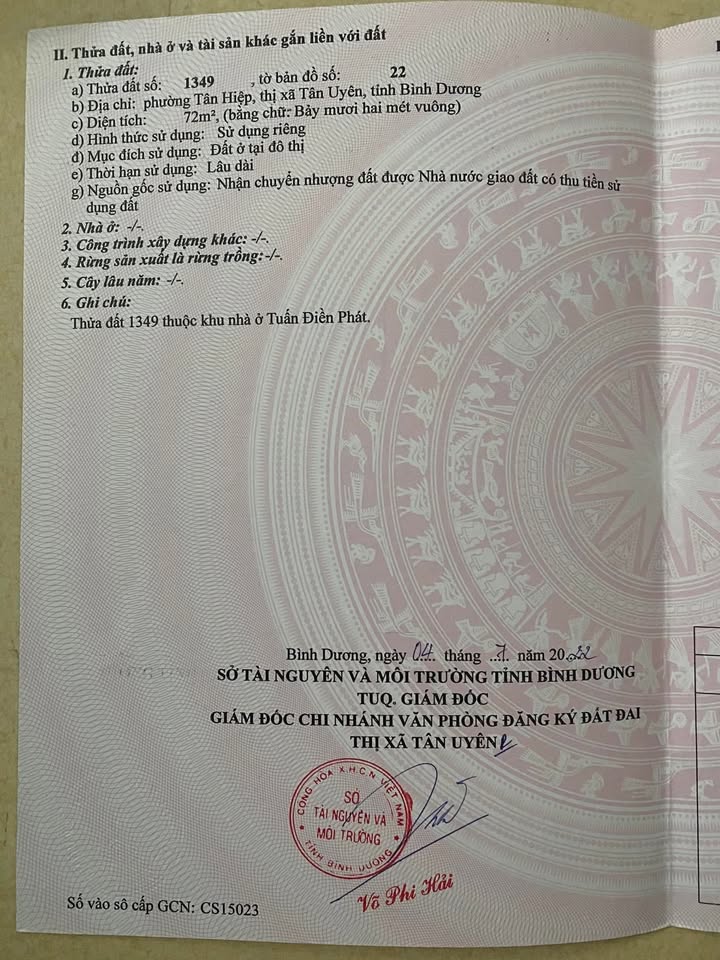 II. Thửa đất, nhà ở và tài sản khác gắn liền với đất
1. Thửa đất:
a) Thửa đất số: 1349 , tờ bản đồ số: 22
b) Địa chỉ: phường Tân Hiệp, thị xã Tân Uyên, tỉnh Bình Dương
c) Diện tích: 72m², (bằng chữ: Bảy mươi hai mét vuông)
d) Hình thức sử dụng: Sử dụng riêng
đ) Mục đích sử dụng: Đất ở tại đô thị
e) Thời hạn sử dụng: Lâu dài
g) Nguồn gốc sử dụng: Nhận chuyển nhượng đất được Nhà nước giao đất có thu tiền sử
dụng đất
2. Nhà ở: -/-.
3. Công trình xây dựng khác: -/-.
4. Rừng sản xuất là rừng trồng: -/-.
5. Cây lâu năm: -/-.
6. Ghi chú:
Thửa đất 1349 thuộc khu nhà ở Tuấn Điền Phát.
Bình Dương, ngày 04 tháng 7 năm 2022
SỞ TÀI NGUYÊN VÀ MÔI TRƯỜNG TỈNH BÌNH DƯƠNG
TUQ. GIÁM ĐỐC
GIÁM ĐỐC CHI NHÁNH VĂN PHÒNG ĐĂNG KÝ ĐẤT ĐAI
THỊ XÃ TÂN UYÊN
CỘNG HÒA X.H.C.N VIỆT NAM
SỞ
TÀI NGUYÊN VÀ
MÔI TRƯỜNG
TỈNH BÌNH DƯƠNG
Võ Phi Hải
Số vào sổ cấp GCN: CS15023